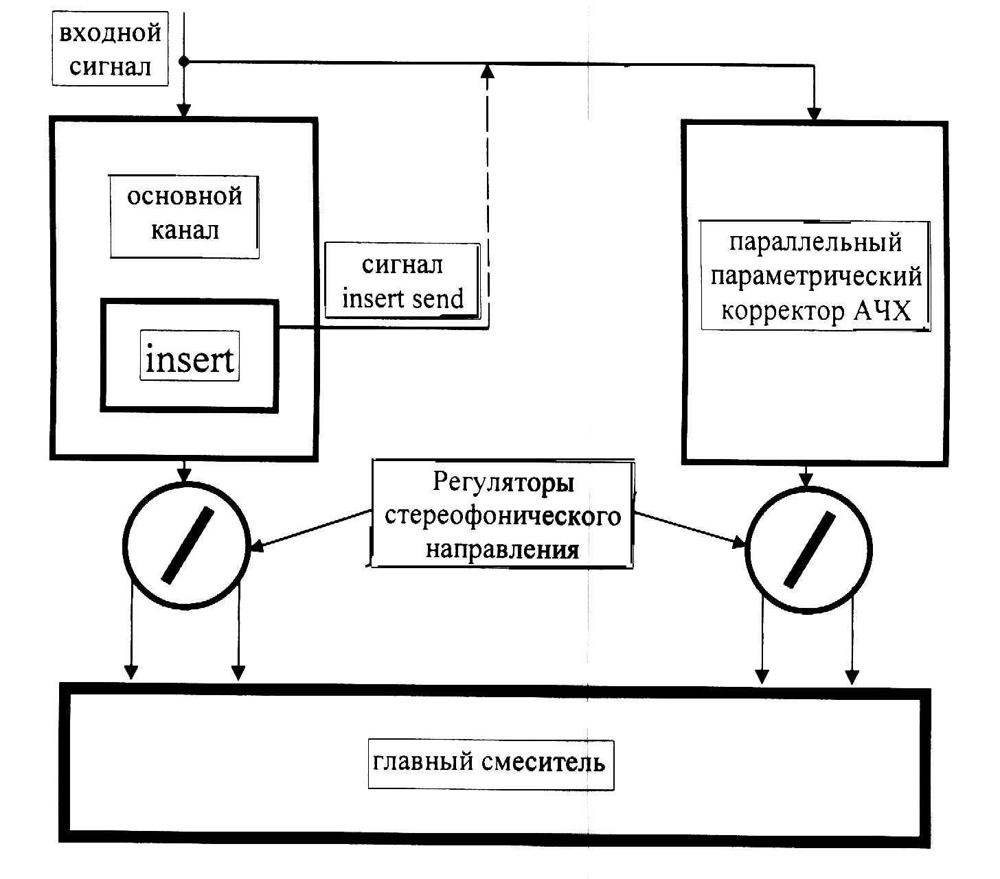 входной
сигнал
основной
канал
сигнал
insert send
insert
параллельный
параметрический
корректор АЧХ
Регуляторы
стереофонического
направления
главный смеситель